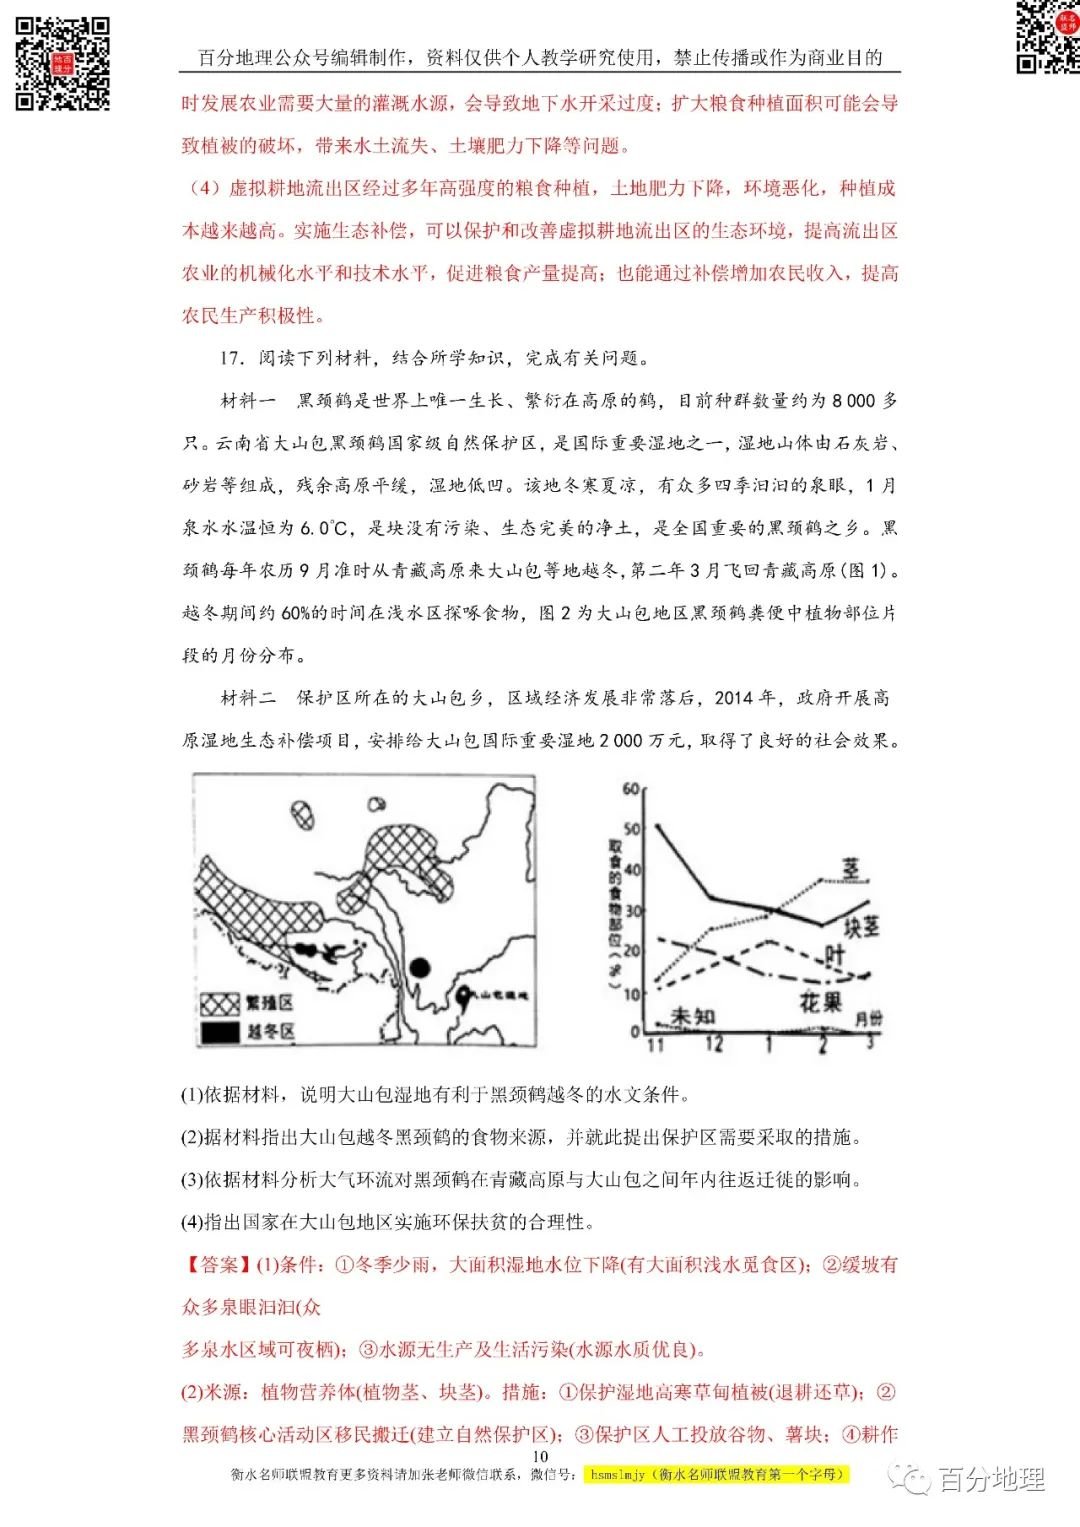 百分地理公众号编辑制作，资料仅供个人教学研究使用，禁止传播或作为商业目的
时发展农业需要大量的灌溉水源，会导致地下水开采过度；扩大粮食种植面积可能会导
致植被的破坏，带来水土流失、土壤肥力下降等问题。
（4）虚拟耕地流出区经过多年高强度的粮食种植，土地肥力下降，环境恶化，种植成
本越来越高。实施生态补偿，可以保护和改善虚拟耕地流出区的生态环境，提高流出区
农业的机械化水平和技术水平，促进粮食产量提高；也能通过补偿增加农民收入，提高
农民生产积极性。
17．阅读下列材料，结合所学知识，完成有关问题。
材料一　黑颈鹤是世界上唯一生长、繁衍在高原的鹤，目前种群数量约为 8 000 多
只。云南省大山包黑颈鹤国家级自然保护区，是国际重要湿地之一，湿地山体由石灰岩、
砂岩等组成，残余高原平缓，湿地低凹。该地冬寒夏凉，有众多四季汩汩的泉眼，1 月
泉水水温恒为 6.0℃，是块没有污染、生态完美的净土，是全国重要的黑颈鹤之乡。黑
颈鹤每年农历 9 月准时从青藏高原来大山包等地越冬，第二年 3 月飞回青藏高原(图 1)。
越冬期间约 60%的时间在浅水区探啄食物，图 2 为大山包地区黑颈鹤粪便中植物部位片
段的月份分布。
材料二　保护区所在的大山包乡，区域经济发展非常落后，2014 年，政府开展高
原湿地生态补偿项目，安排给大山包国际重要湿地 2 000 万元，取得了良好的社会效果。
繁殖区
越冬区
大山包湿地
取食的食物部位(%)
60
50
40
30
20
10
0
茎
块茎
叶
花果
未知
月份
11 12 1 2 3
(1)依据材料，说明大山包湿地有利于黑颈鹤越冬的水文条件。
(2)据材料指出大山包越冬黑颈鹤的食物来源，并就此提出保护区需要采取的措施。
(3)依据材料分析大气环流对黑颈鹤在青藏高原与大山包之间年内往返迁徙的影响。
(4)指出国家在大山包地区实施环保扶贫的合理性。
【答案】(1)条件：①冬季少雨，大面积湿地水位下降(有大面积浅水觅食区)；②缓坡有
众多泉眼汩汩(众
多泉水区域可夜栖)；③水源无生产及生活污染(水源水质优良)。
(2)米源：植物营养体(植物茎、块茎)。措施：①保护湿地高寒草甸植被(退耕还草)；②
黑颈鹤核心活动区移民搬迁(建立自然保护区)；③保护区人工投放谷物、薯块；④耕作
10
衡水名师联盟教育更多资料请加张老师微信联系，微信号： hsmslmjy（衡水名师联盟教育第一个字母）
百分地理